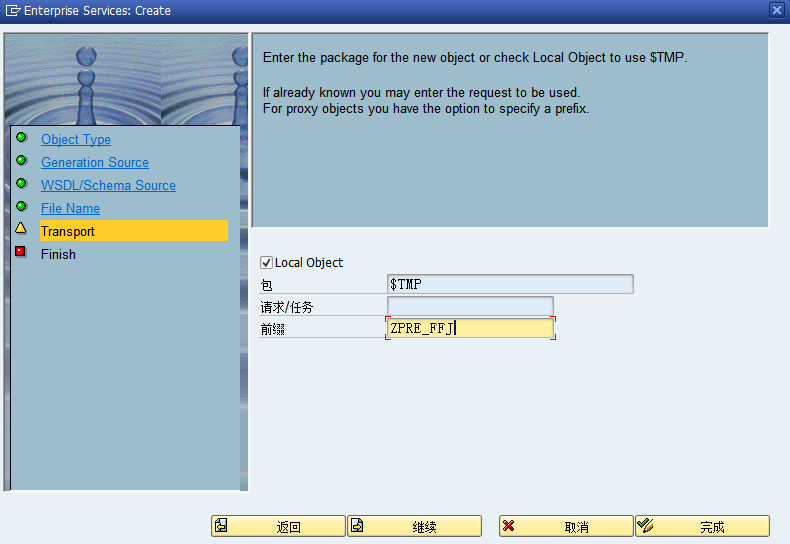 Enterprise Services: Create
Enter the package for the new object or check Local Object to use $TMP.
If already known you may enter the request to be used.
For proxy objects you have the option to specify a prefix.
Object Type
Generation Source
WSDL/Schema Source
File Name
Transport
Finish
Local Object
包 $TMP
请求/任务
前缀 ZPRE_FFJ
返回 继续 取消 完成